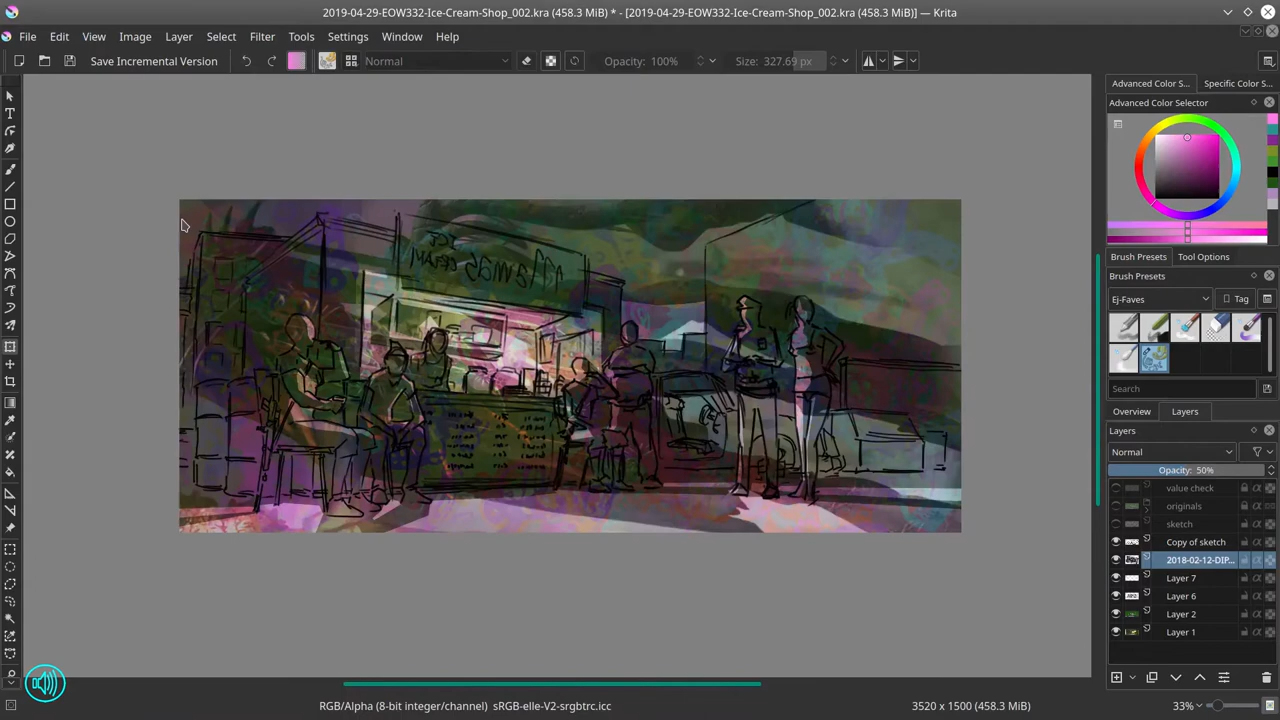 2019-04-29-EOW332-Ice-Cream-Shop_002.kra (458.3 MiB) * - [2019-04-29-EOW332-Ice-Cream-Shop_002.kra (458.3 MiB)] — Krita
File Edit View Image Layer Select Filter Tools Settings Window Help
Save Incremental Version Normal Opacity: 100% Size: 327.69 px
Advanced Color S... Specific Color S...
Advanced Color Selector
Brush Presets Tool Options
Brush Presets
Ej-Faves Tag
Search
Overview Layers
Layers
Normal
Opacity: 50%
value check
originals
sketch
Copy of sketch
2018-02-12-DIP...
Layer 7
Layer 6
Layer 2
Layer 1
RGB/Alpha (8-bit integer/channel) sRGB-elle-V2-srgbtrc.icc 3520 x 1500 (458.3 MiB) 33%